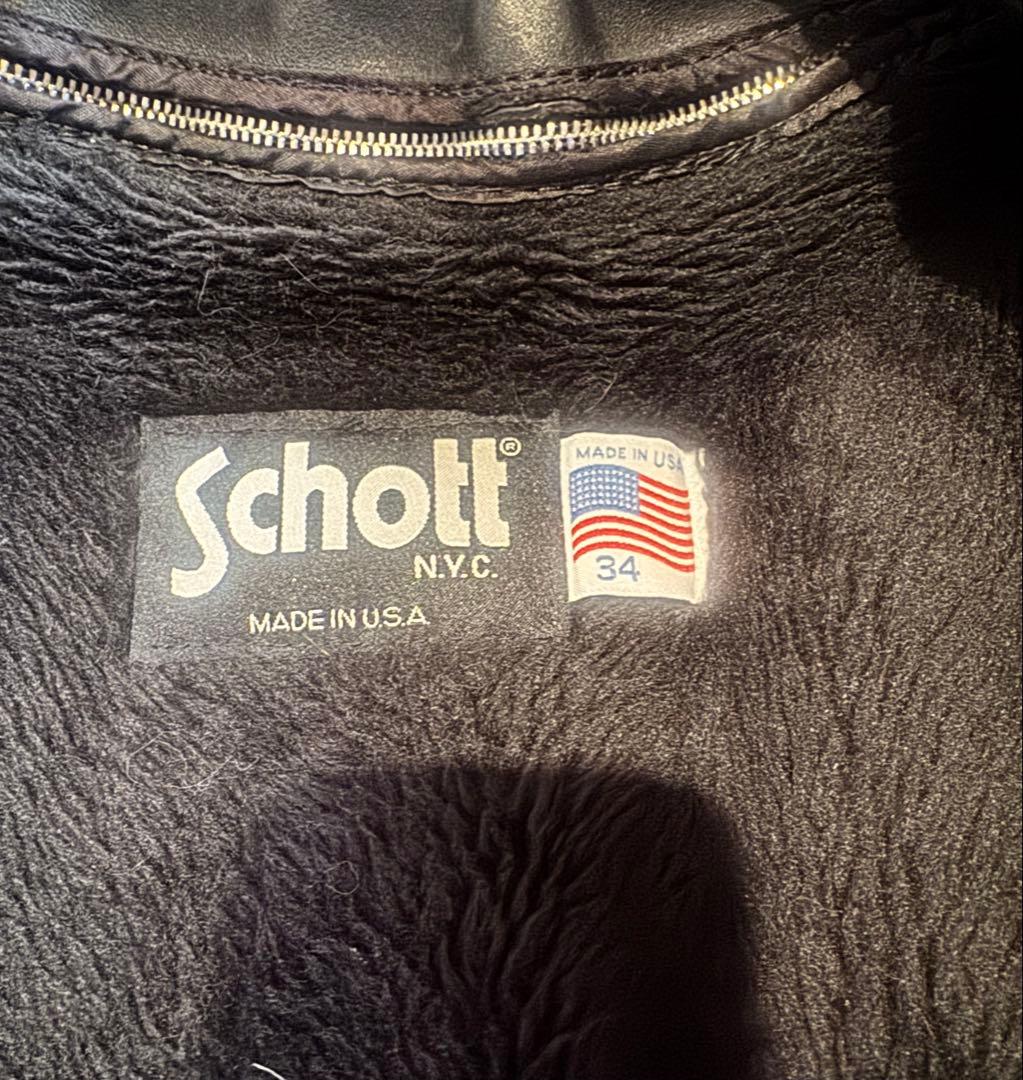 Schott®
N.Y.C.
MADE IN U.S.A.
MADE IN USA
34